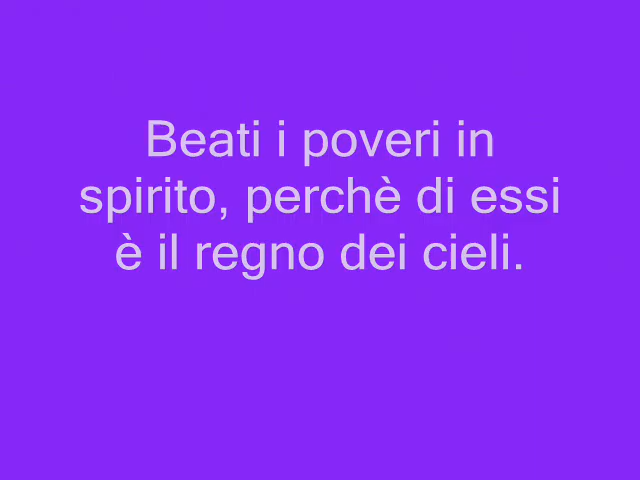 Beati i poveri in
spirito, perchè di essi
è il regno dei cieli.